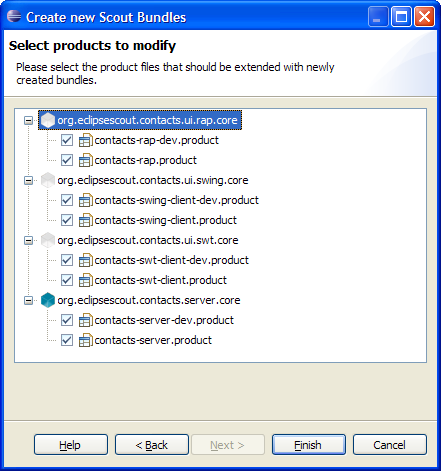 Create new Scout Bundles
Select products to modify
Please select the product files that should be extended with newly
created bundles.
org.eclipsescout.contacts.ui.rap.core
contacts-rap-dev.product
contacts-rap.product
org.eclipsescout.contacts.ui.swing.core
contacts-swing-client-dev.product
contacts-swing-client.product
org.eclipsescout.contacts.ui.swt.core
contacts-swt-client-dev.product
contacts-swt-client.product
org.eclipsescout.contacts.server.core
contacts-server-dev.product
contacts-server.product
Help < Back Next > Finish Cancel